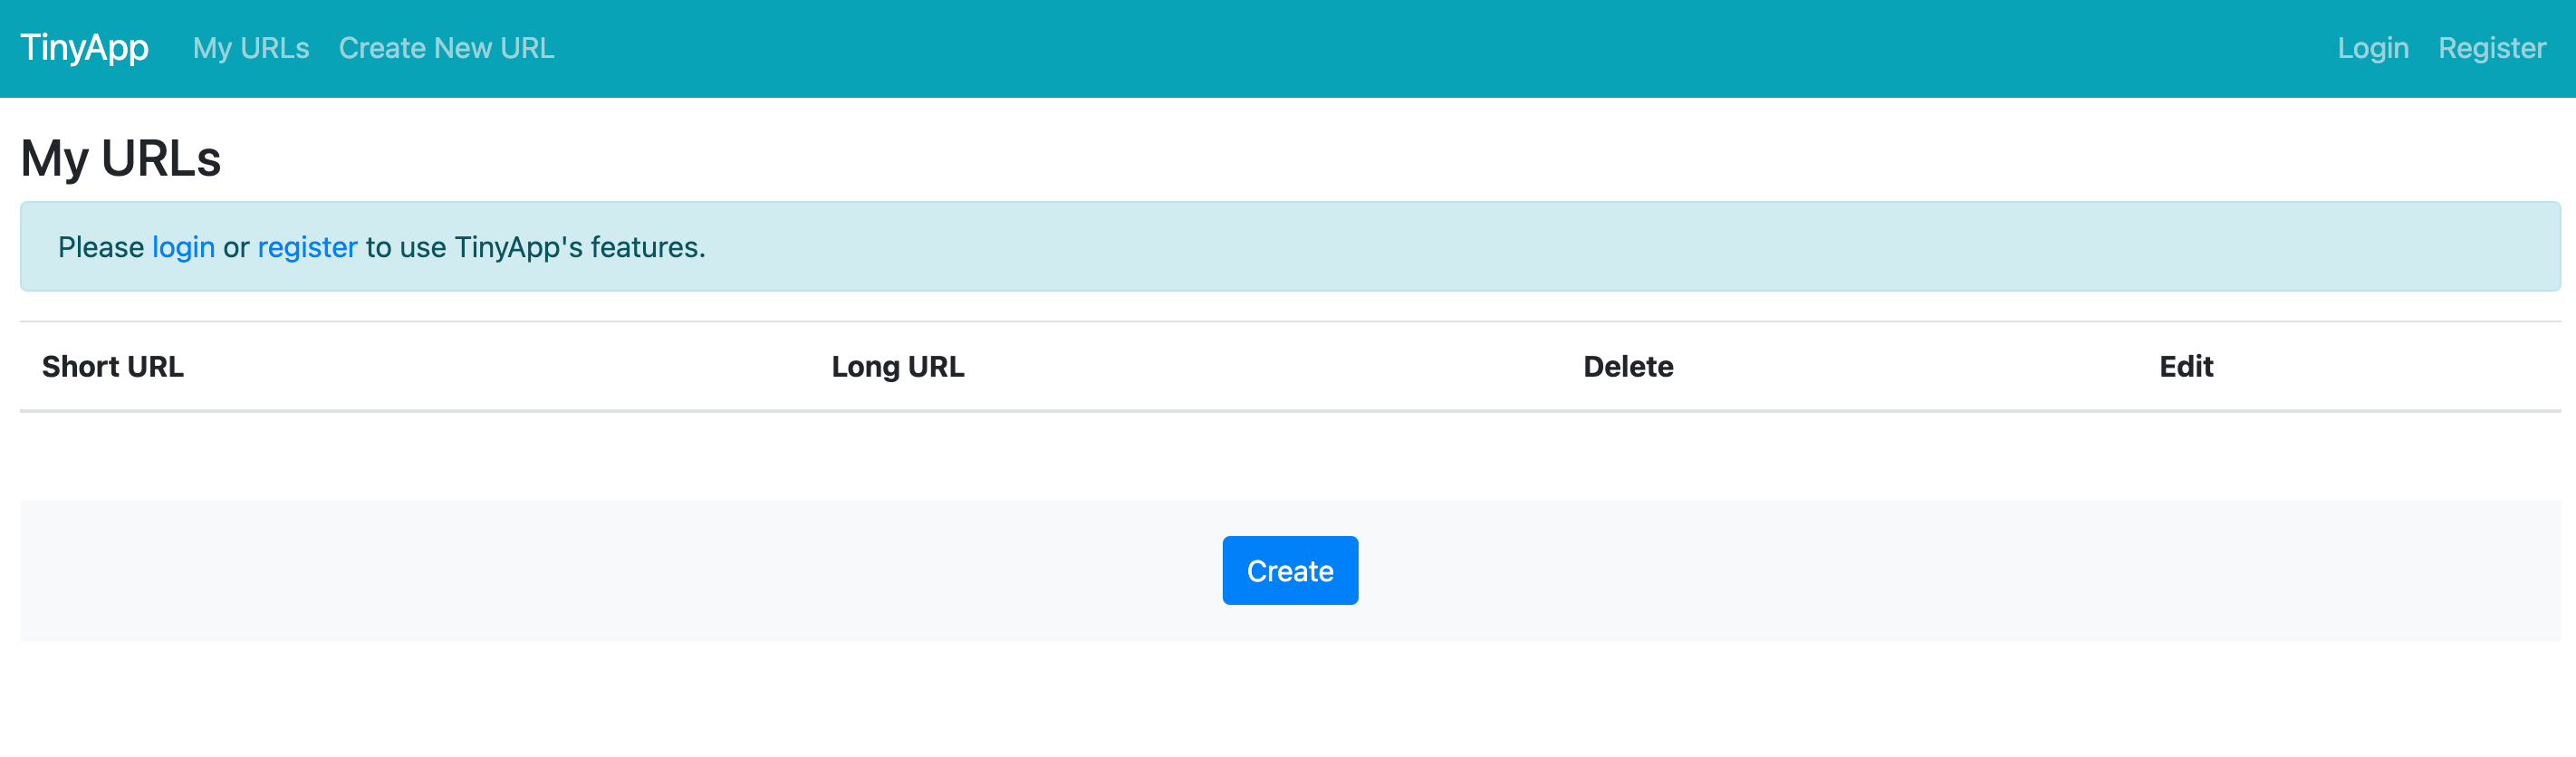 TinyApp My URLs Create New URL Login Register
My URLs
Please login or register to use TinyApp's features.
Short URL Long URL Delete Edit
Create